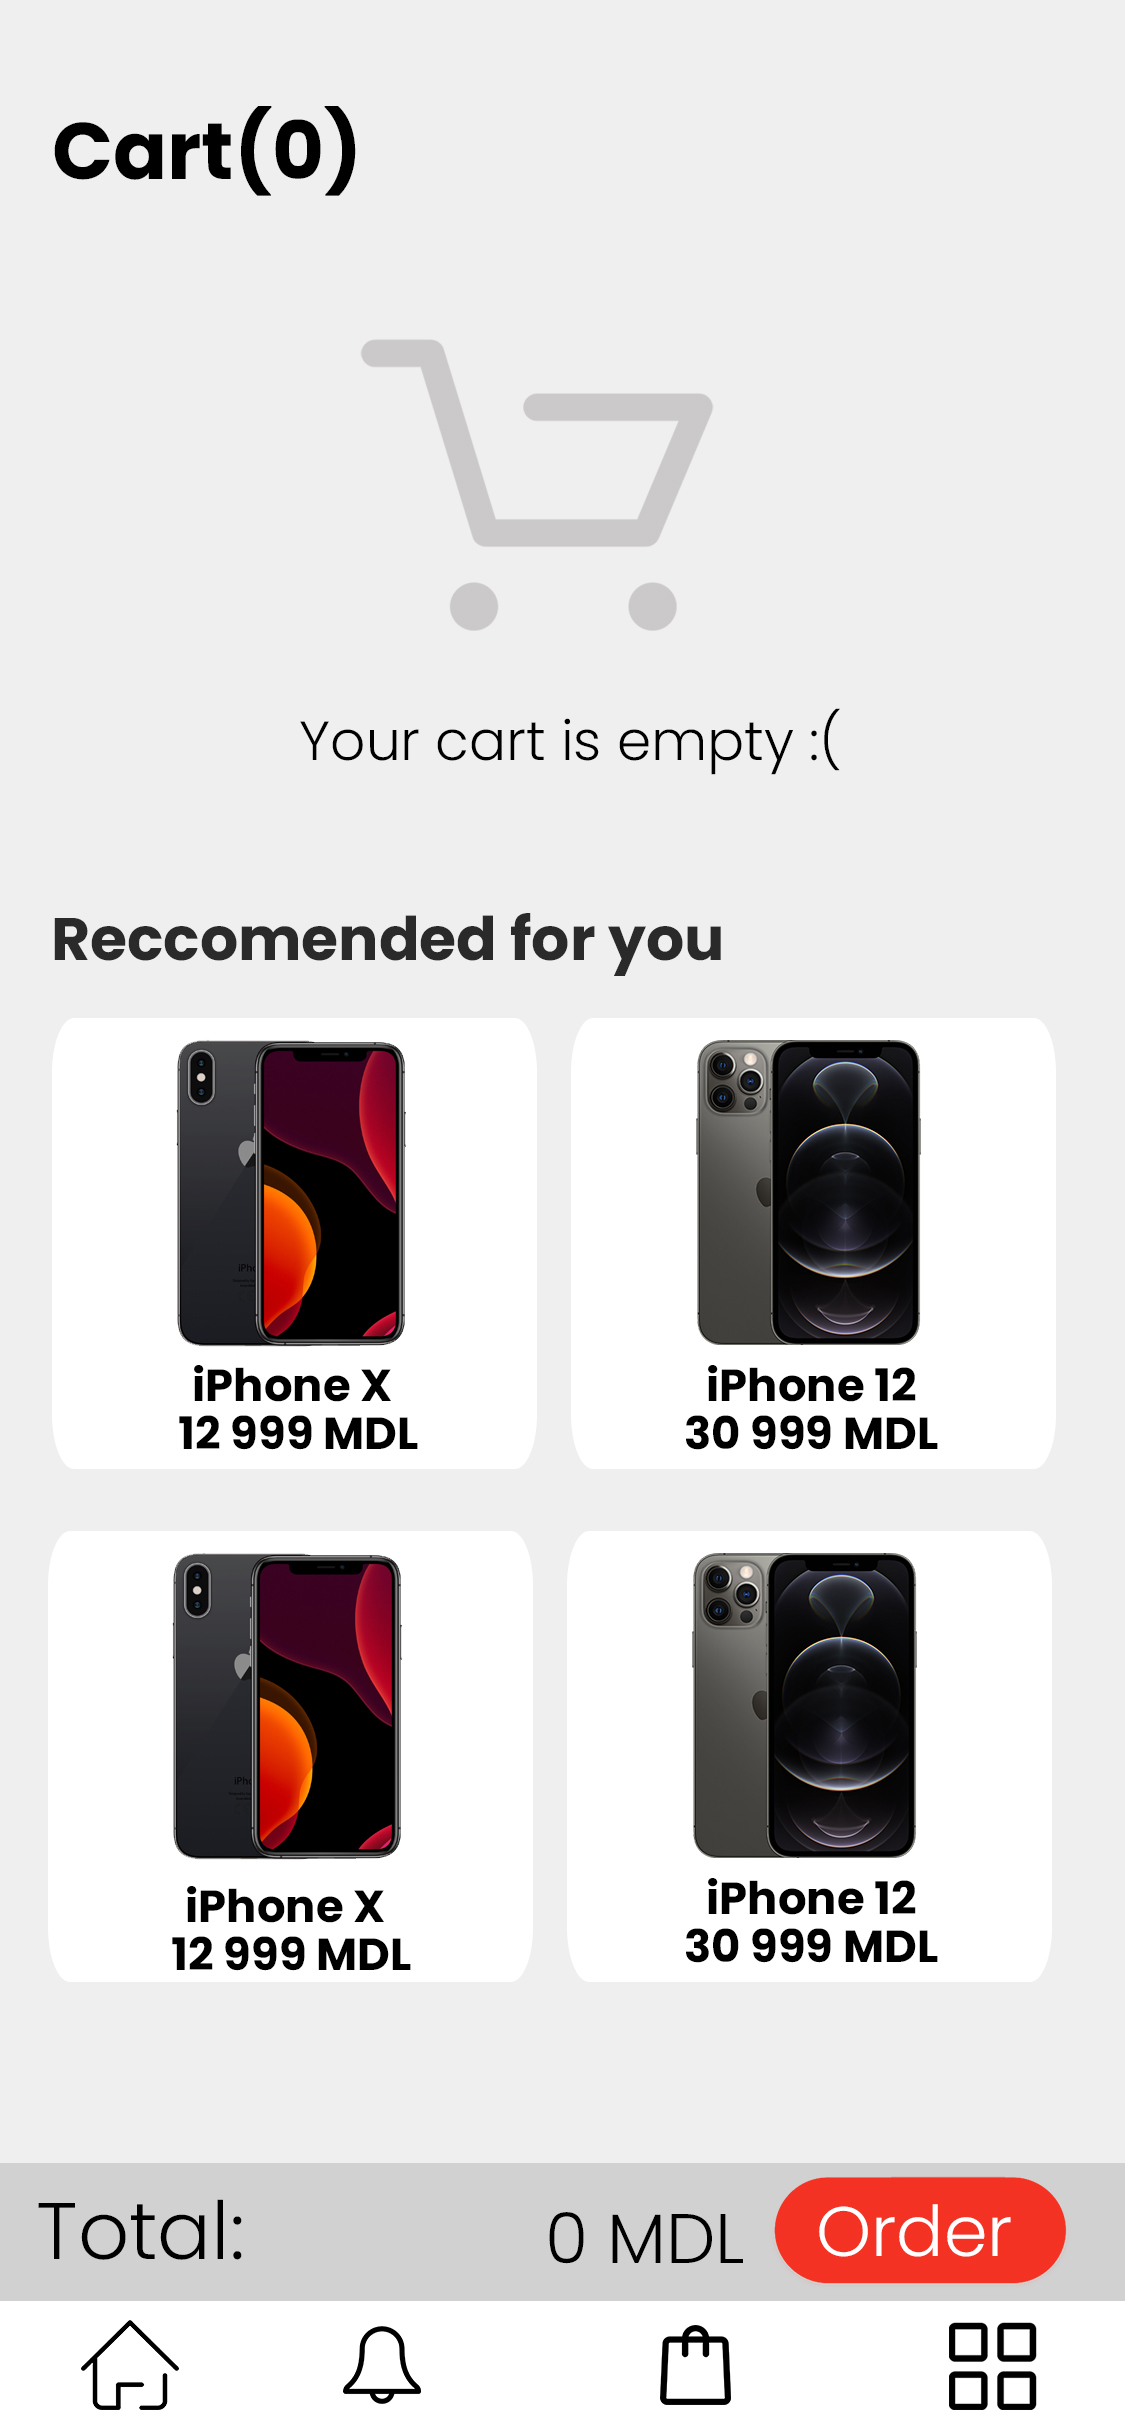 Cart(0)
Your cart is empty :(
Reccomended for you
iPhone X
12 999 MDL
iPhone 12
30 999 MDL
iPhone X
12 999 MDL
iPhone 12
30 999 MDL
Total:
0 MDL
Order